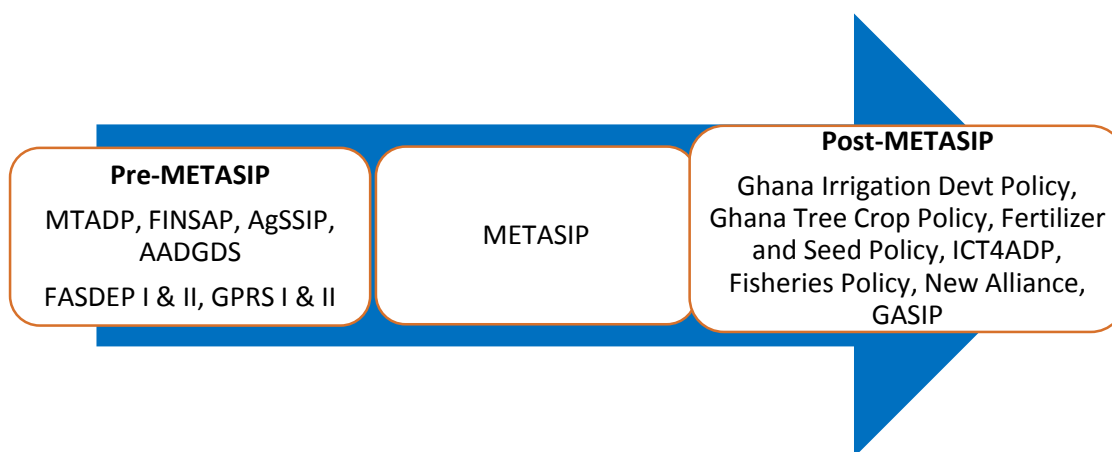 Pre-METASIP
MTADP, FINSAP, AgSSIP,
AADGDS
FASDEP I & II, GPRS I & II
METASIP
Post-METASIP
Ghana Irrigation Devt Policy,
Ghana Tree Crop Policy, Fertilizer
and Seed Policy, ICT4ADP,
Fisheries Policy, New Alliance,
GASIP